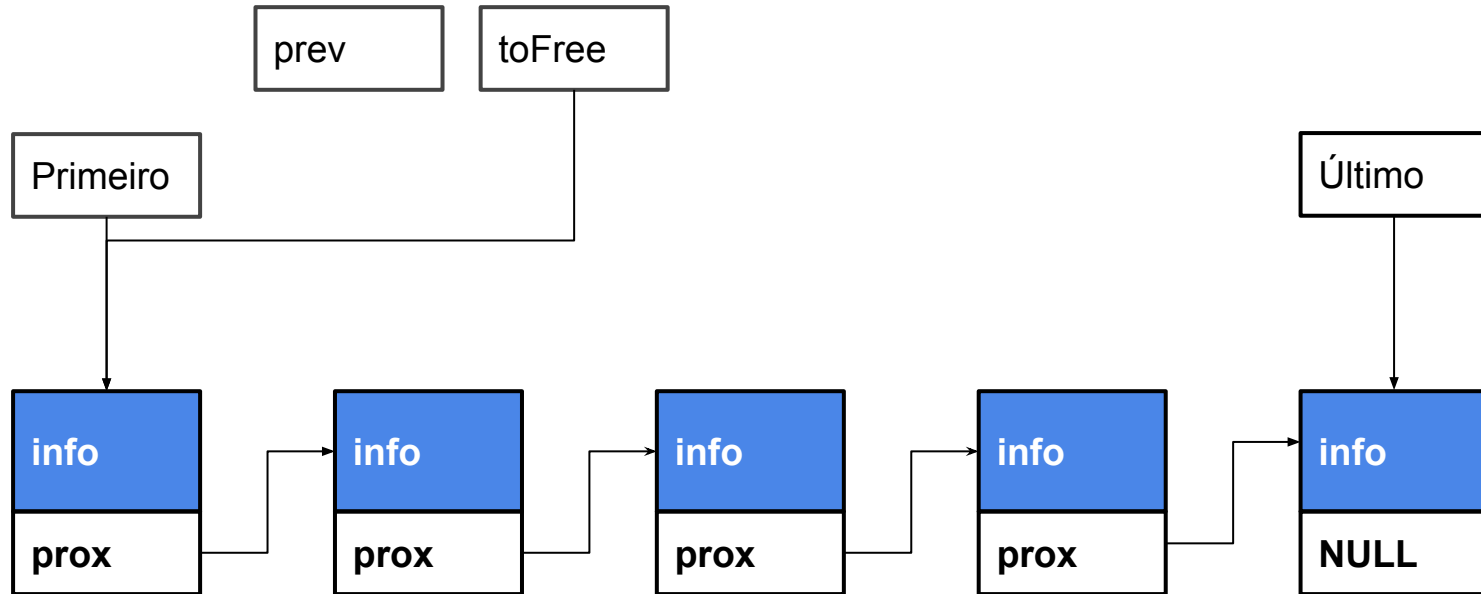 prev
toFree
Primeiro
Último
info
info
info
info
info
prox
prox
prox
prox
NULL